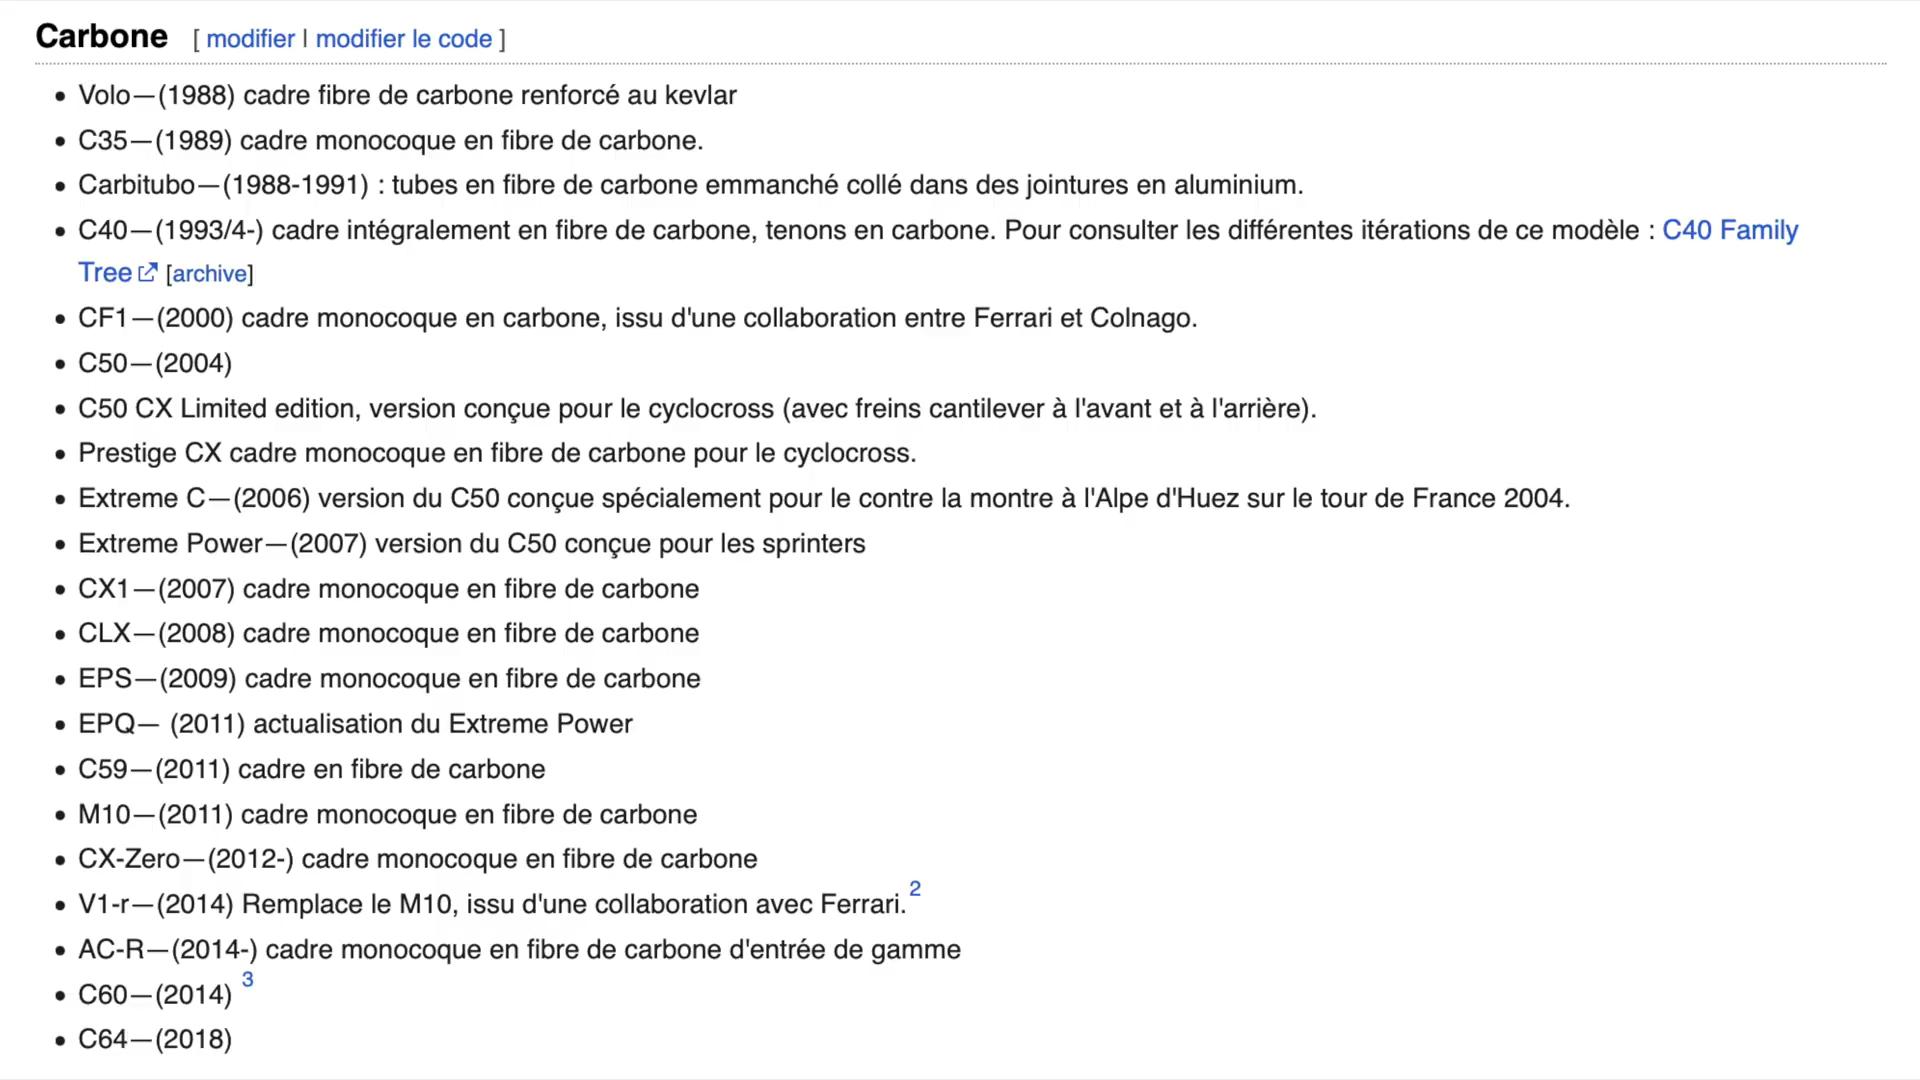 Carbone [ modifier | modifier le code ]
• Volo—(1988) cadre fibre de carbone renforcé au kevlar
• C35—(1989) cadre monocoque en fibre de carbone.
• Carbitubo—(1988-1991) : tubes en fibre de carbone emmanché collé dans des jointures en aluminium.
• C40—(1993/4-) cadre intégralement en fibre de carbone, tenons en carbone. Pour consulter les différentes itérations de ce modèle : C40 Family
Tree [archive]
• CF1—(2000) cadre monocoque en carbone, issu d'une collaboration entre Ferrari et Colnago.
• C50—(2004)
• C50 CX Limited edition, version conçue pour le cyclocross (avec freins cantilever à l'avant et à l'arrière).
• Prestige CX cadre monocoque en fibre de carbone pour le cyclocross.
• Extreme C—(2006) version du C50 conçue spécialement pour le contre la montre à l'Alpe d'Huez sur le tour de France 2004.
• Extreme Power—(2007) version du C50 conçue pour les sprinters
• CX1—(2007) cadre monocoque en fibre de carbone
• CLX—(2008) cadre monocoque en fibre de carbone
• EPS—(2009) cadre monocoque en fibre de carbone
• EPQ— (2011) actualisation du Extreme Power
• C59—(2011) cadre en fibre de carbone
• M10—(2011) cadre monocoque en fibre de carbone
• CX-Zero—(2012-) cadre monocoque en fibre de carbone
• V1-r—(2014) Remplace le M10, issu d'une collaboration avec Ferrari. 2
• AC-R—(2014-) cadre monocoque en fibre de carbone d'entrée de gamme
• C60—(2014) 3
• C64—(2018)